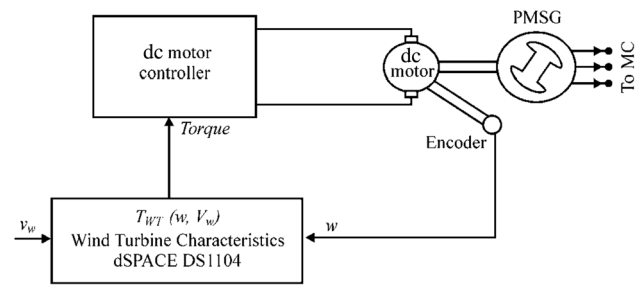 PMSG
dc motor
controller
dc
motor
To MC
Torque
Encoder
T_WT (w, V_w)
v_w
Wind Turbine Characteristics
dSPACE DS1104
w